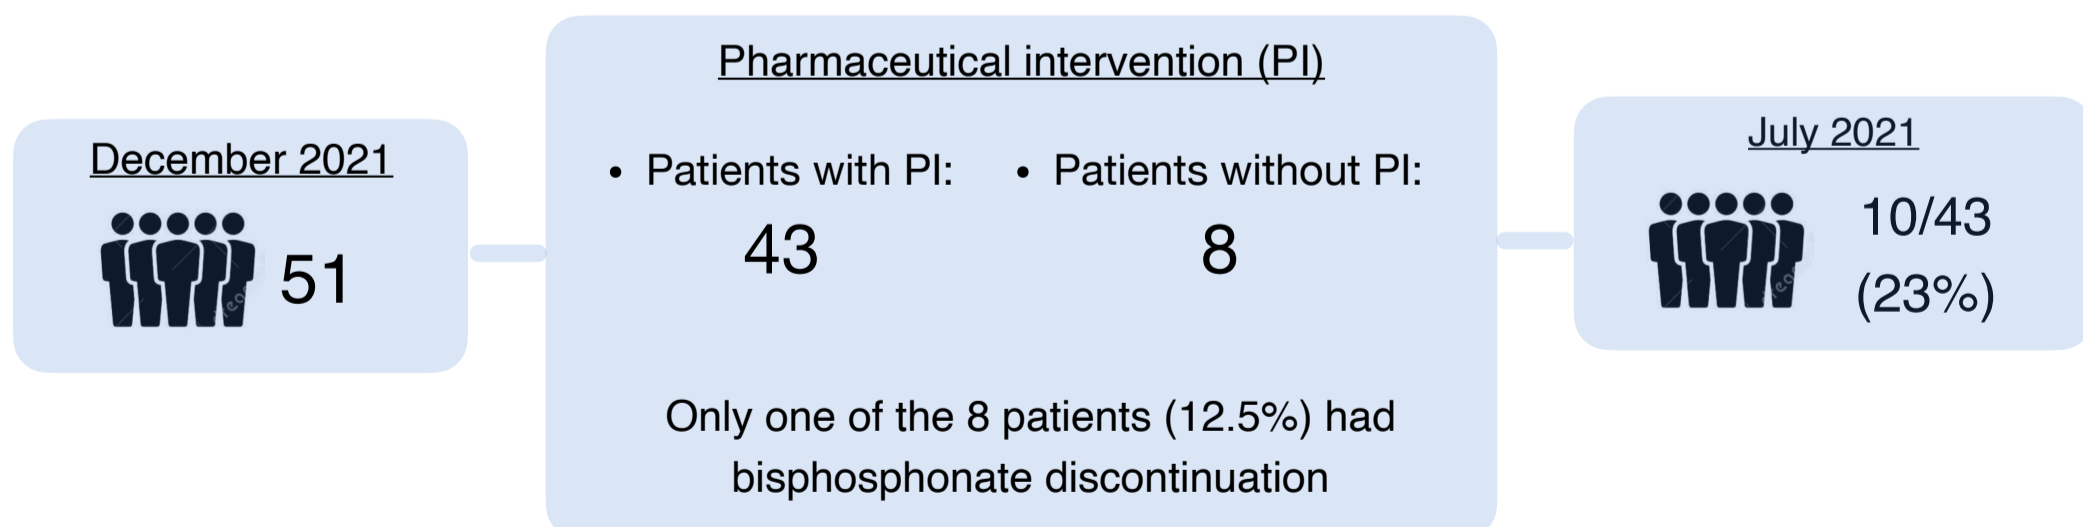 December 2021
51
Pharmaceutical intervention (PI)
• Patients with PI:
43
• Patients without PI:
8
Only one of the 8 patients (12.5%) had
bisphosphonate discontinuation
July 2021
10/43
(23%)